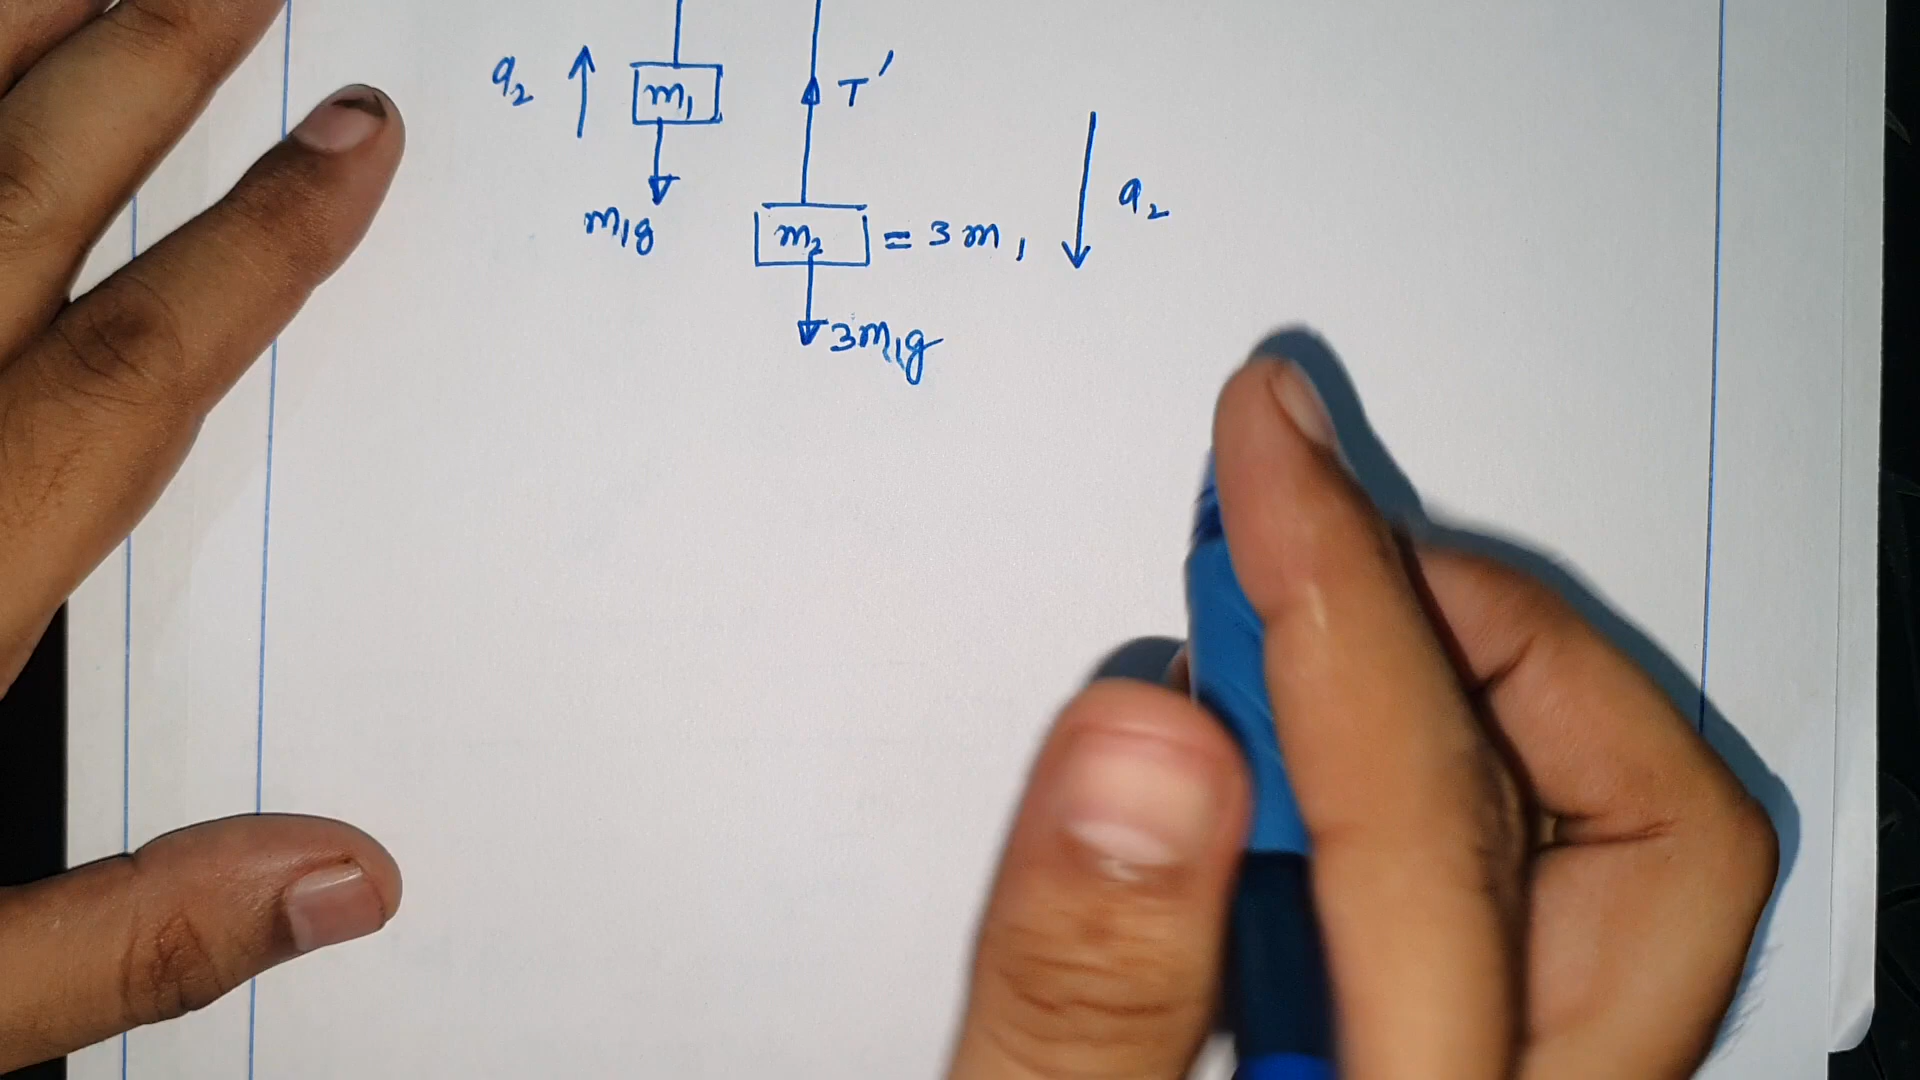 a₂ m₁ T′
m₁g m₂ = 3m₁ a₂
3m₁g